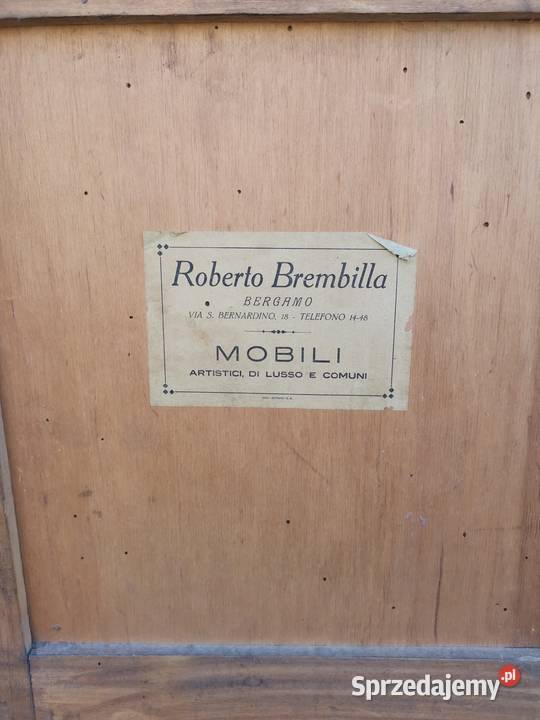 Roberto Brembilla
BERGAMO
VIA S. BERNARDINO, 18 - TELEFONO 14-48
MOBILI
ARTISTICI, DI LUSSO E COMUNI
Sprzedajemy.pl